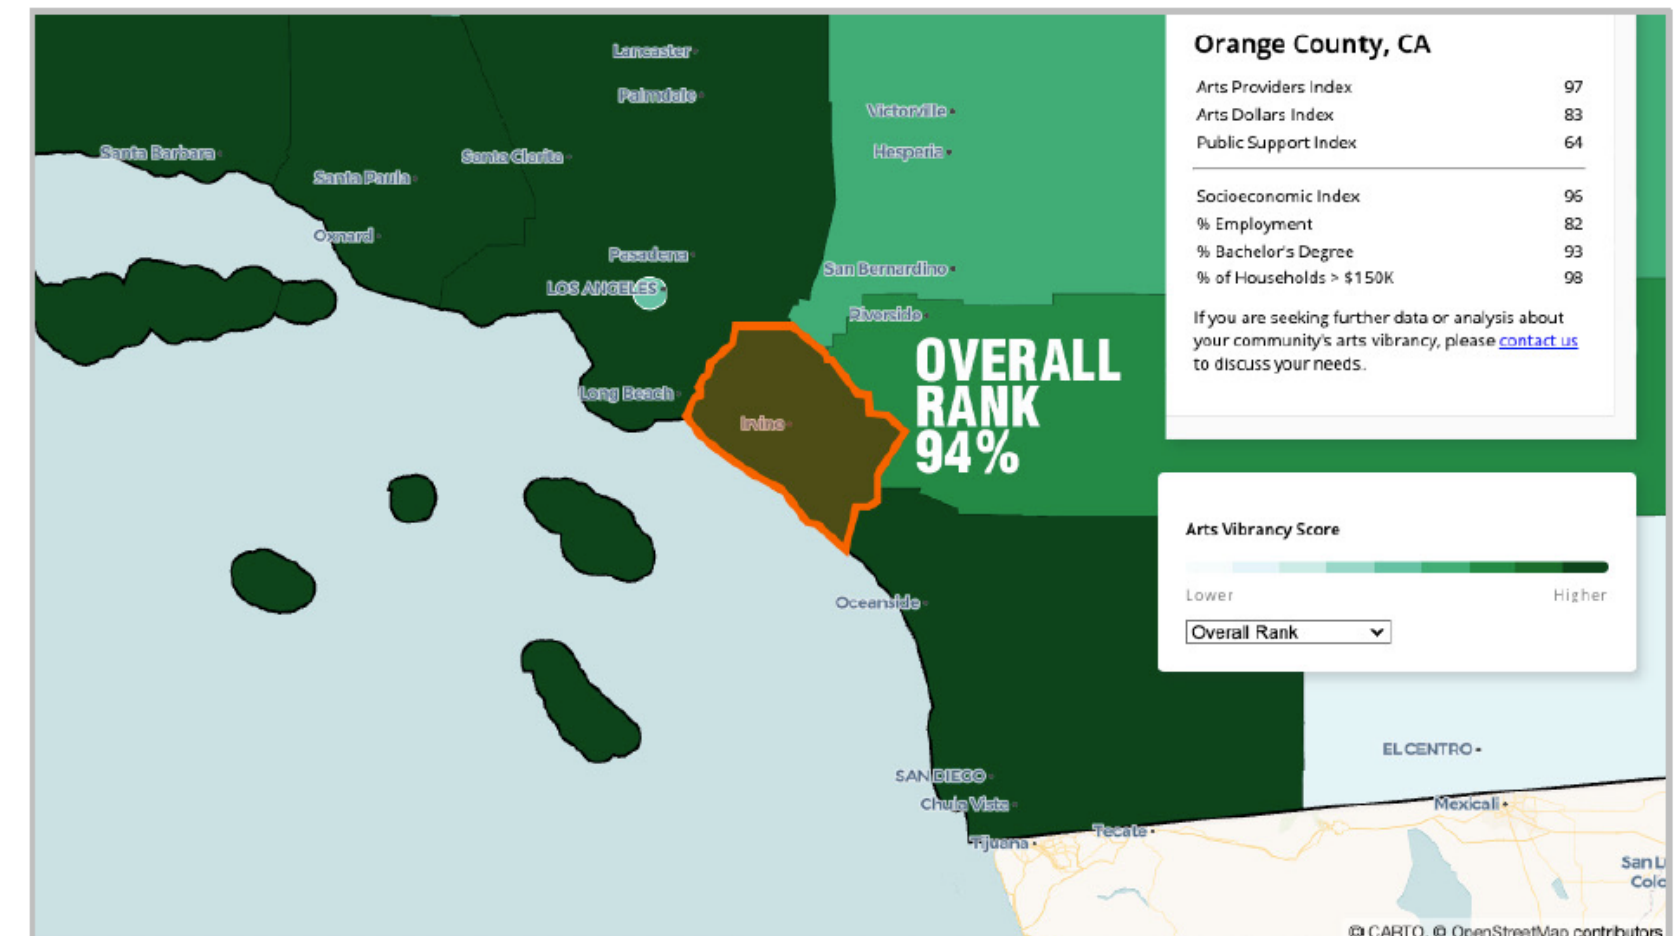 Lancaster
Palmdale
Santa Barbara
Santa Clarita
Santa Paula
Oxnard
Pasadena
LOS ANGELES
Long Beach
Irvine
Victorville
Hesperia
San Bernardino
Riverside
OVERALL
RANK
94%
Oceanside
SAN DIEGO
Chula Vista
Tijuana
Tecate
Mexicali
EL CENTRO
Orange County, CA
Arts Providers Index 97
Arts Dollars Index 83
Public Support Index 64
Socioeconomic Index 96
% Employment 82
% Bachelor's Degree 93
% of Households > $150K 98
If you are seeking further data or analysis about
your community's arts vibrancy, please contact us
to discuss your needs.
Arts Vibrancy Score
Lower Higher
Overall Rank
San L
Colo
© CARTO, © OpenStreetMap contributors